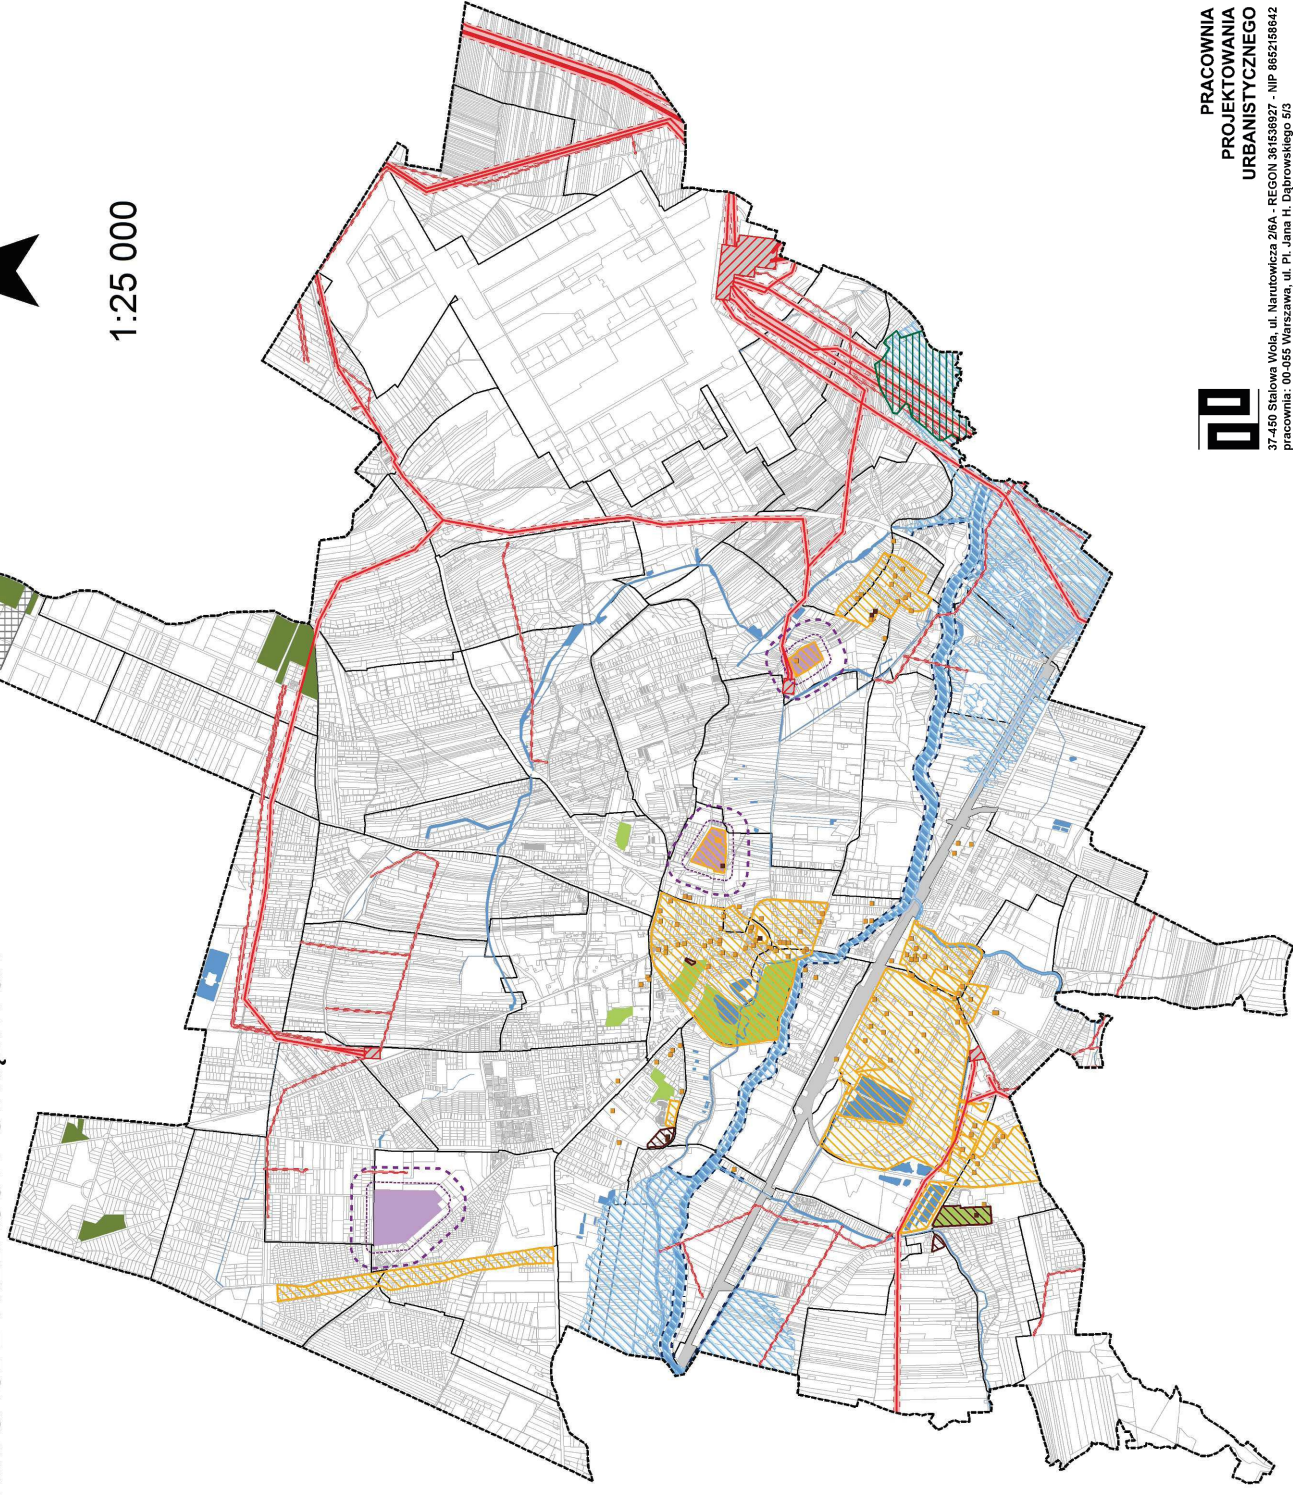 1:25 000
PRACOWNIA
PROJEKTOWANIA
URBANISTYCZNEGO
37-450 Stalowa Wola, ul. Narutowicza 2/6A - REGON 361536927 - NIP 8652158642
pracownia: 00-055 Warszawa, ul. Pl. Jana H. Dąbrowskiego 5/3